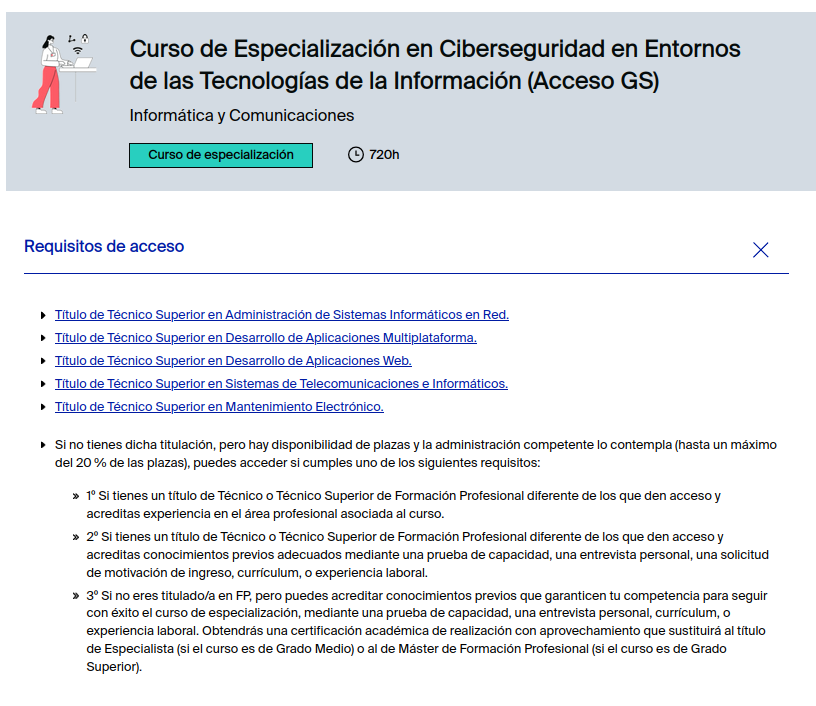 Curso de Especialización en Ciberseguridad en Entornos
de las Tecnologías de la Información (Acceso GS)
Informática y Comunicaciones
Curso de especialización
720h
Requisitos de acceso
Título de Técnico Superior en Administración de Sistemas Informáticos en Red.
Título de Técnico Superior en Desarrollo de Aplicaciones Multiplataforma.
Título de Técnico Superior en Desarrollo de Aplicaciones Web.
Título de Técnico Superior en Sistemas de Telecomunicaciones e Informáticos.
Título de Técnico Superior en Mantenimiento Electrónico.
Si no tienes dicha titulación, pero hay disponibilidad de plazas y la administración competente lo contempla (hasta un máximo
del 20 % de las plazas), puedes acceder si cumples uno de los siguientes requisitos:
» 1º Si tienes un título de Técnico o Técnico Superior de Formación Profesional diferente de los que den acceso y
acreditas experiencia en el área profesional asociada al curso.
» 2º Si tienes un título de Técnico o Técnico Superior de Formación Profesional diferente de los que den acceso y
acreditas conocimientos previos adecuados mediante una prueba de capacidad, una entrevista personal, una solicitud
de motivación de ingreso, currículum, o experiencia laboral.
» 3º Si no eres titulado/a en FP, pero puedes acreditar conocimientos previos que garanticen tu competencia para seguir
con éxito el curso de especialización, mediante una prueba de capacidad, una entrevista personal, currículum, o
experiencia laboral. Obtendrás una certificación académica de realización con aprovechamiento que sustituirá al título
de Especialista (si el curso es de Grado Medio) o al de Máster de Formación Profesional (si el curso es de Grado
Superior).